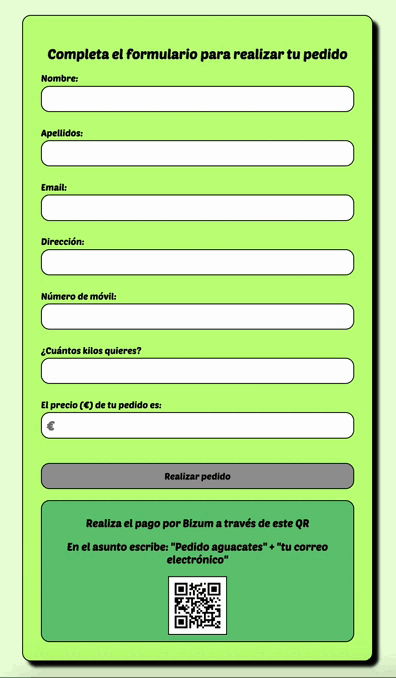 Completa el formulario para realizar tu pedido
Nombre:
Apellidos:
Email:
Dirección:
Número de móvil:
¿Cuántos kilos quieres?
El precio (€) de tu pedido es:
€
Realizar pedido
Realiza el pago por Bizum a través de este QR
En el asunto escribe: "Pedido aguacates" + "tu correo
electrónico"